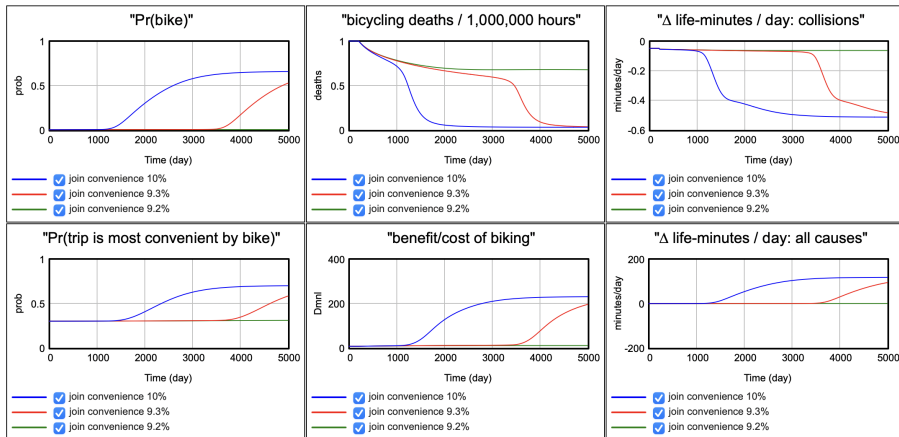 "Pr(bike)"
1
0.5
0
prob
0 1000 2000 3000 4000 5000
Time (day)
join convenience 10%
join convenience 9.3%
join convenience 9.2%
"bicycling deaths / 1,000,000 hours"
1
0.5
0
deaths
0 1000 2000 3000 4000 5000
Time (day)
join convenience 10%
join convenience 9.3%
join convenience 9.2%
"Δ life-minutes / day: collisions"
0
-0.2
-0.4
-0.6
minutes/day
0 1000 2000 3000 4000 5000
Time (day)
join convenience 10%
join convenience 9.3%
join convenience 9.2%
"Pr(trip is most convenient by bike)"
1
0.5
0
prob
0 1000 2000 3000 4000 5000
Time (day)
join convenience 10%
join convenience 9.3%
join convenience 9.2%
"benefit/cost of biking"
400
200
0
Dmnl
0 1000 2000 3000 4000 5000
Time (day)
join convenience 10%
join convenience 9.3%
join convenience 9.2%
"Δ life-minutes / day: all causes"
200
0
-200
minutes/day
0 1000 2000 3000 4000 5000
Time (day)
join convenience 10%
join convenience 9.3%
join convenience 9.2%